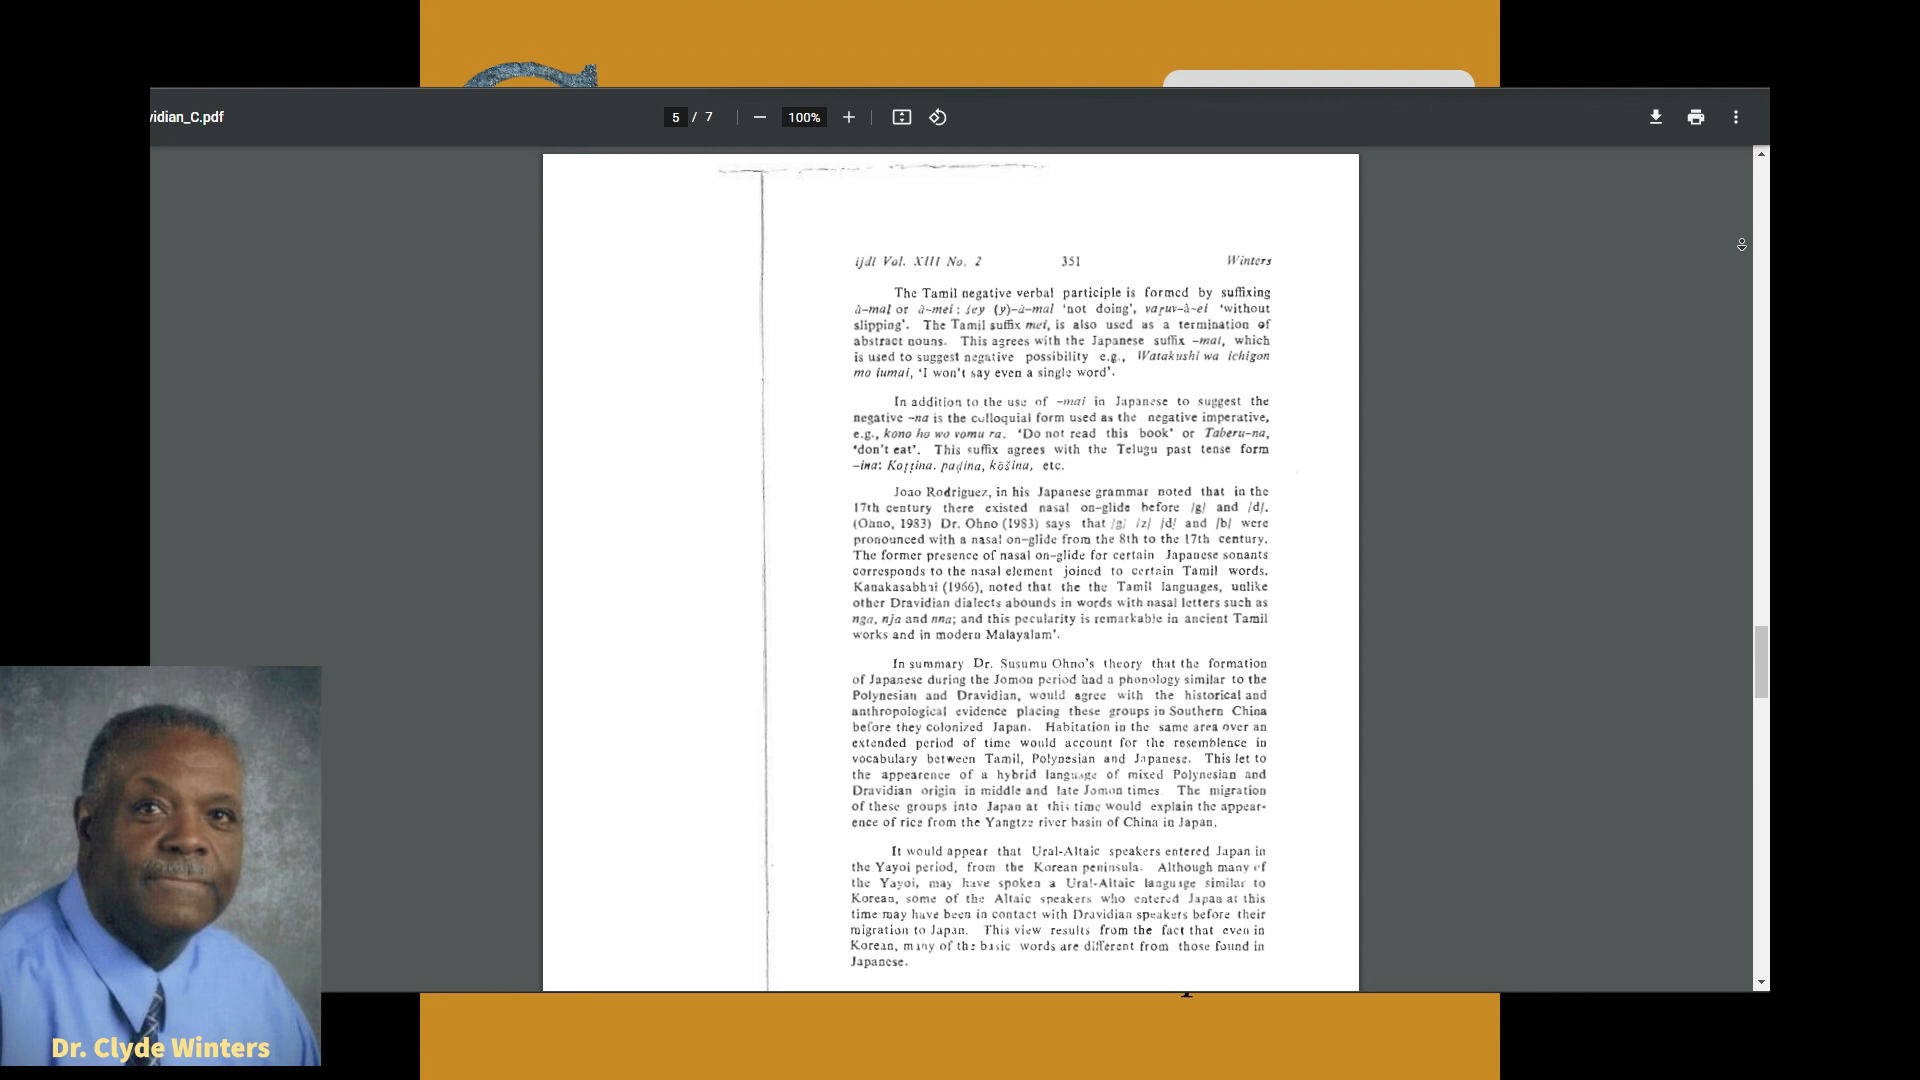 vidian_C.pdf
5 / 7
100%
ijdl Vol. XIII No. 2 351 Winters
The Tamil negative verbal participle is formed by suffixing
â-mal or â-mei: śey (y)-â-mal 'not doing', vaṟuv-â-ei 'without
slipping'. The Tamil suffix mei, is also used as a termination of
abstract nouns. This agrees with the Japanese suffix -mai, which
is used to suggest negative possibility e.g., Watakushi wa ichigon
mo iumai, 'I won't say even a single word'.
In addition to the use of -mai in Japanese to suggest the
negative -na is the colloquial form used as the negative imperative,
e.g., kono ho wo vomu ra. 'Do not read this book' or Taberu-na,
'don't eat'. This suffix agrees with the Telugu past tense form
-ina: Koṭṭina. paḍina, kōšina, etc.
Joao Rodriguez, in his Japanese grammar noted that in the
17th century there existed nasal on-glide before /g/ and /d/.
(Ohno, 1983) Dr. Ohno (1983) says that /g/ /z/ /d/ and /b/ were
pronounced with a nasal on-glide from the 8th to the 17th century.
The former presence of nasal on-glide for certain Japanese sonants
corresponds to the nasal element joined to certain Tamil words.
Kanakasabhai (1966), noted that the the Tamil languages, unlike
other Dravidian dialects abounds in words with nasal letters such as
nga, nja and nna; and this pecularity is remarkable in ancient Tamil
works and in modern Malayalam'.
In summary Dr. Susumu Ohno's theory that the formation
of Japanese during the Jomon period had a phonology similar to the
Polynesian and Dravidian, would agree with the historical and
anthropological evidence placing these groups in Southern China
before they colonized Japan. Habitation in the same area over an
extended period of time would account for the resemblence in
vocabulary between Tamil, Polynesian and Japanese. This let to
the appearence of a hybrid language of mixed Polynesian and
Dravidian origin in middle and late Jomon times. The migration
of these groups into Japan at this time would explain the appear-
ence of rice from the Yangtze river basin of China in Japan.
It would appear that Ural-Altaic speakers entered Japan in
the Yayoi period, from the Korean peninsula. Although many of
the Yayoi, may have spoken a Ural-Altaic language similar to
Korean, some of the Altaic speakers who entered Japan at this
time may have been in contact with Dravidian speakers before their
migration to Japan. This view results from the fact that even in
Korean, many of the basic words are different from those found in
Japanese.
Dr. Clyde Winters